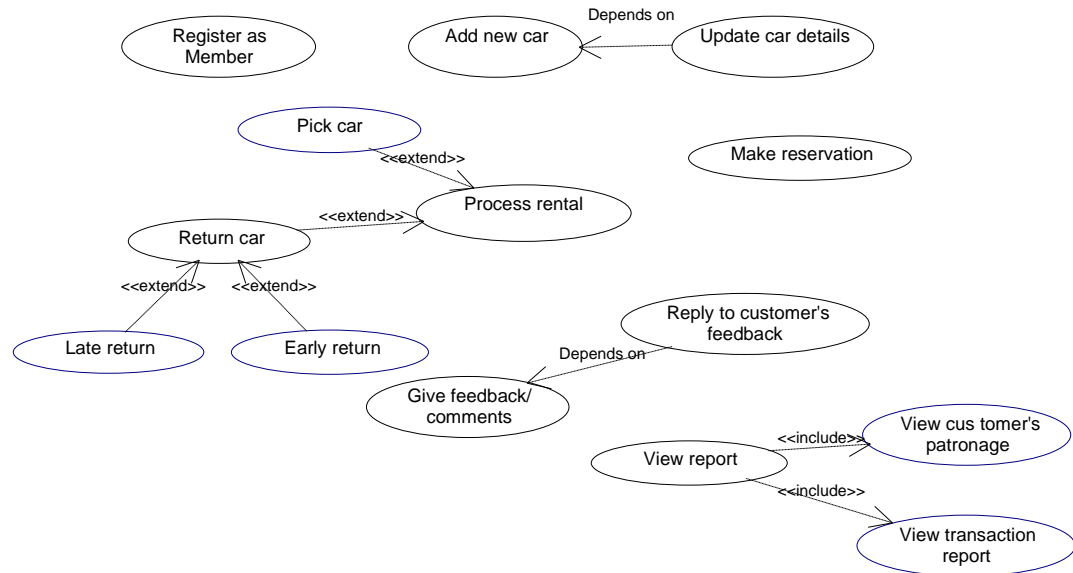 Depends on
Register as
Member
Add new car
Update car details
Pick car
<<extend>>
Make reservation
Process rental
<<extend>>
Return car
<<extend>>
<<extend>>
Reply to customer's
feedback
Late return
Early return
Depends on
Give feedback/
comments
View cus tomer's
patronage
<<include>>
View report
<<include>>
View transaction
report